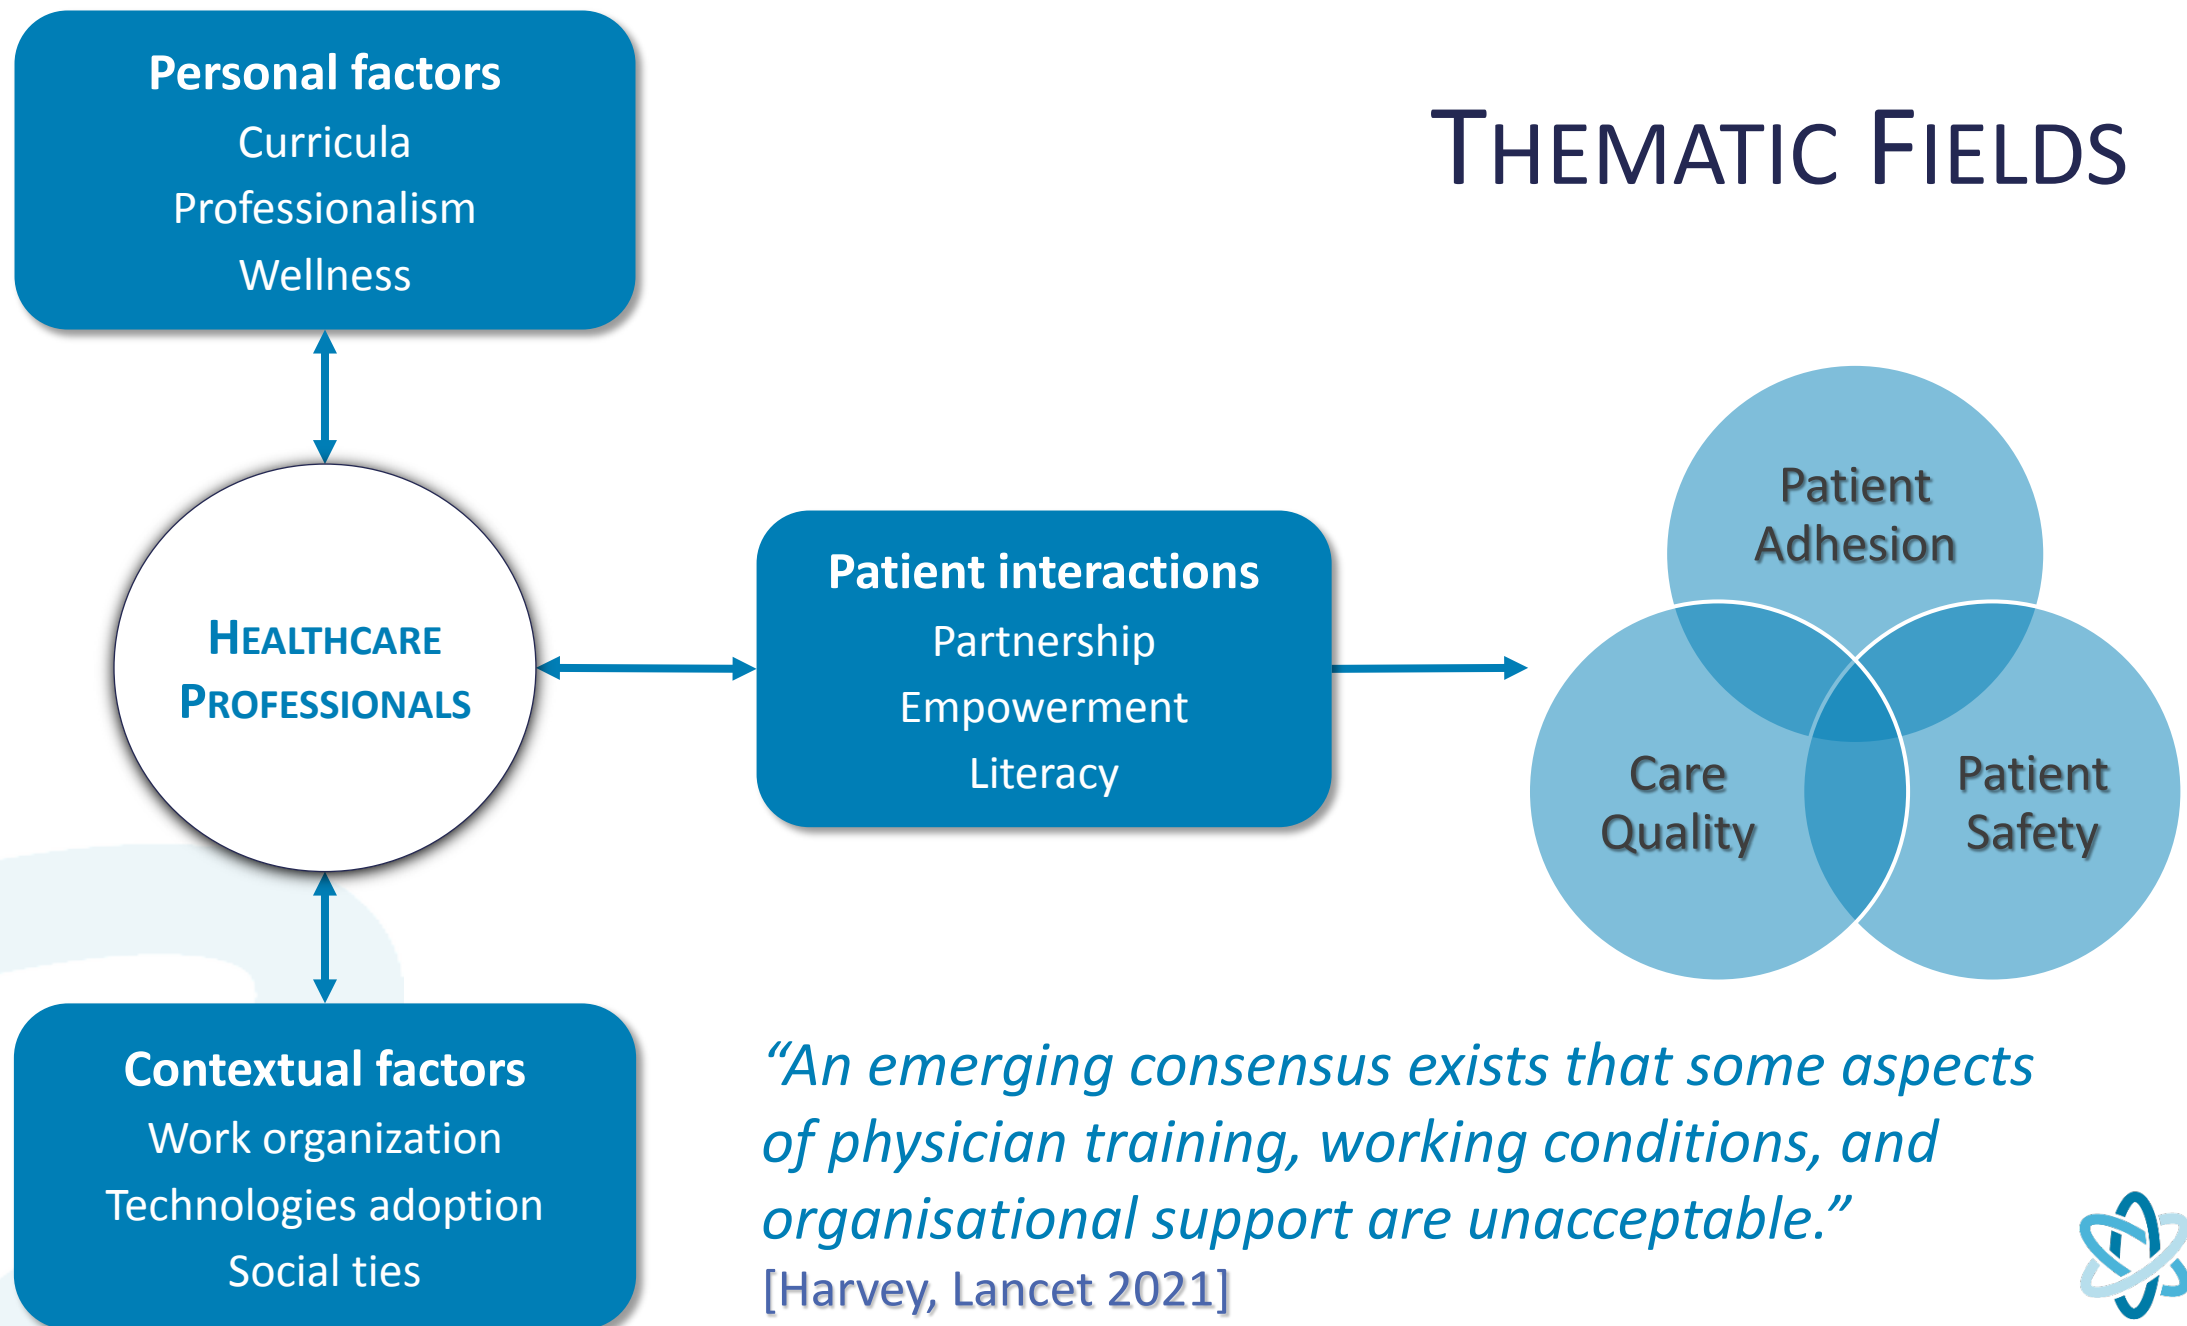 Personal factors
Curricula
Professionalism
Wellness
THEMATIC FIELDS
HEALTHCARE
PROFESSIONALS
Patient interactions
Partnership
Empowerment
Literacy
Patient
Adhesion
Care
Quality
Patient
Safety
Contextual factors
Work organization
Technologies adoption
Social ties
“An emerging consensus exists that some aspects
of physician training, working conditions, and
organisational support are unacceptable.”
[Harvey, Lancet 2021]